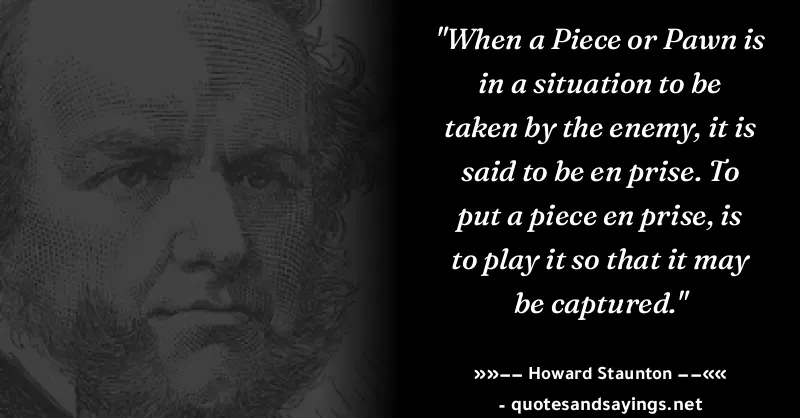 "When a Piece or Pawn is
in a situation to be
taken by the enemy, it is
said to be en prise. To
put a piece en prise, is
to play it so that it may
be captured."
»»–– Howard Staunton ––««
- quotesandsayings.net